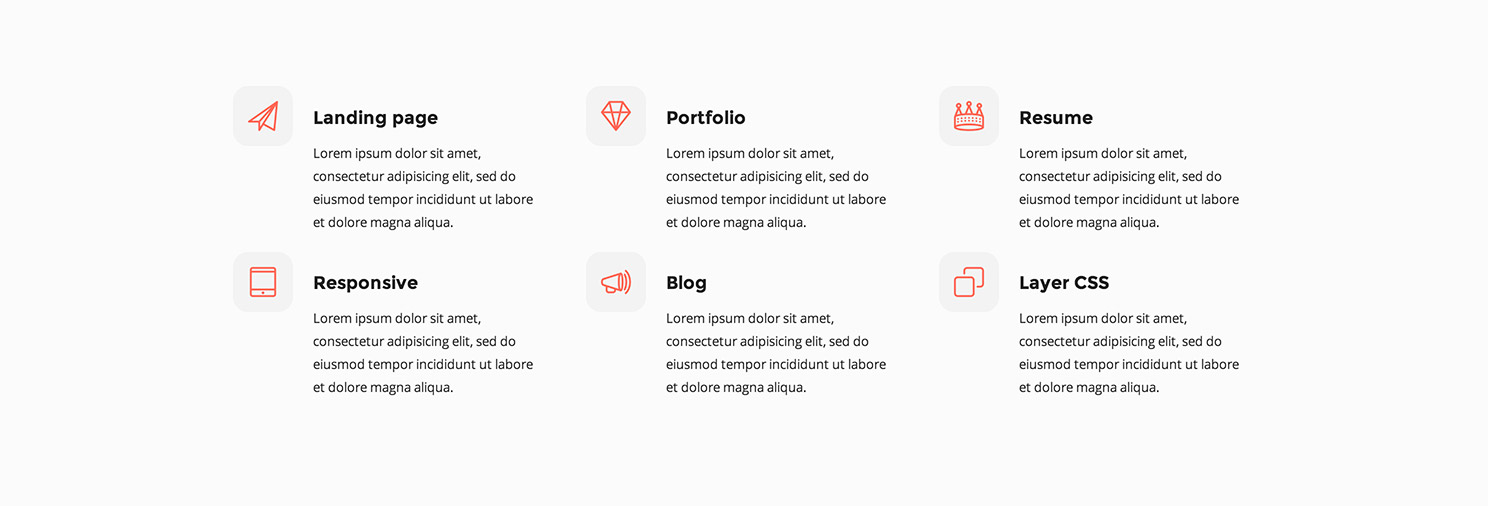 Landing page
Lorem ipsum dolor sit amet,
consectetur adipisicing elit, sed do
eiusmod tempor incididunt ut labore
et dolore magna aliqua.
Portfolio
Lorem ipsum dolor sit amet,
consectetur adipisicing elit, sed do
eiusmod tempor incididunt ut labore
et dolore magna aliqua.
Resume
Lorem ipsum dolor sit amet,
consectetur adipisicing elit, sed do
eiusmod tempor incididunt ut labore
et dolore magna aliqua.
Responsive
Lorem ipsum dolor sit amet,
consectetur adipisicing elit, sed do
eiusmod tempor incididunt ut labore
et dolore magna aliqua.
Blog
Lorem ipsum dolor sit amet,
consectetur adipisicing elit, sed do
eiusmod tempor incididunt ut labore
et dolore magna aliqua.
Layer CSS
Lorem ipsum dolor sit amet,
consectetur adipisicing elit, sed do
eiusmod tempor incididunt ut labore
et dolore magna aliqua.